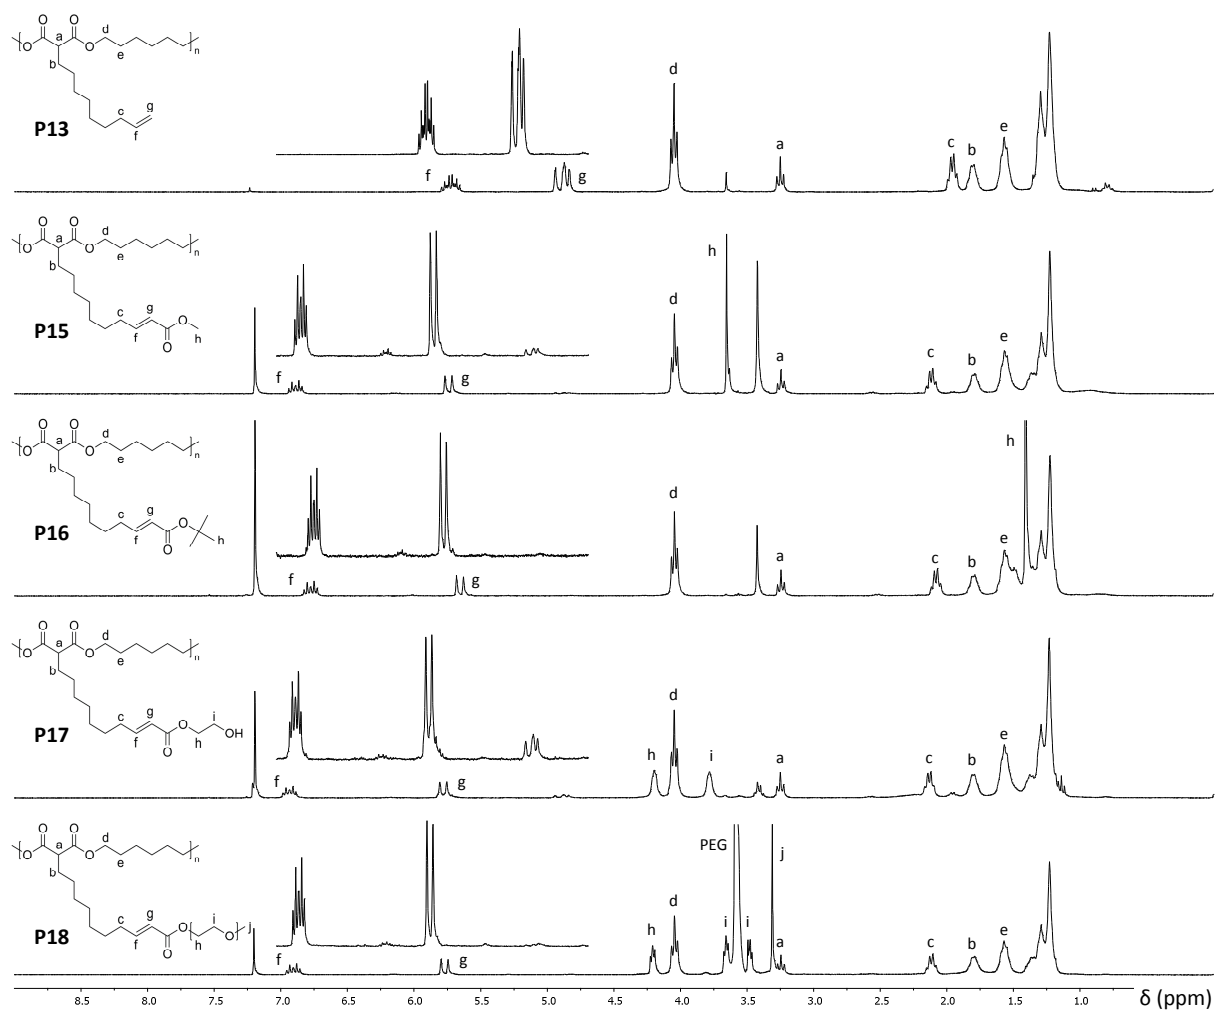 O O
a d
O O
n
e
b
c g
f
P13
f g d a c b e
O O
a d
O O
n
e
b
c g
O
f h
O
P15
f g d h a c b e
O O
a d
O O
n
e
b
c g
O
f h
O
P16
f g d a c b e h
O O
a d
O O
n
e
b
c g i
O OH
f h
O
P17
f g h d i a c b e
O O
a d
O O
n
e
b
c g i
O O j
f h
O
P18
f g h d i PEG i j a c b e
8.5 8.0 7.5 7.0 6.5 6.0 5.5 5.0 4.5 4.0 3.5 3.0 2.5 2.0 1.5 1.0 δ (ppm)